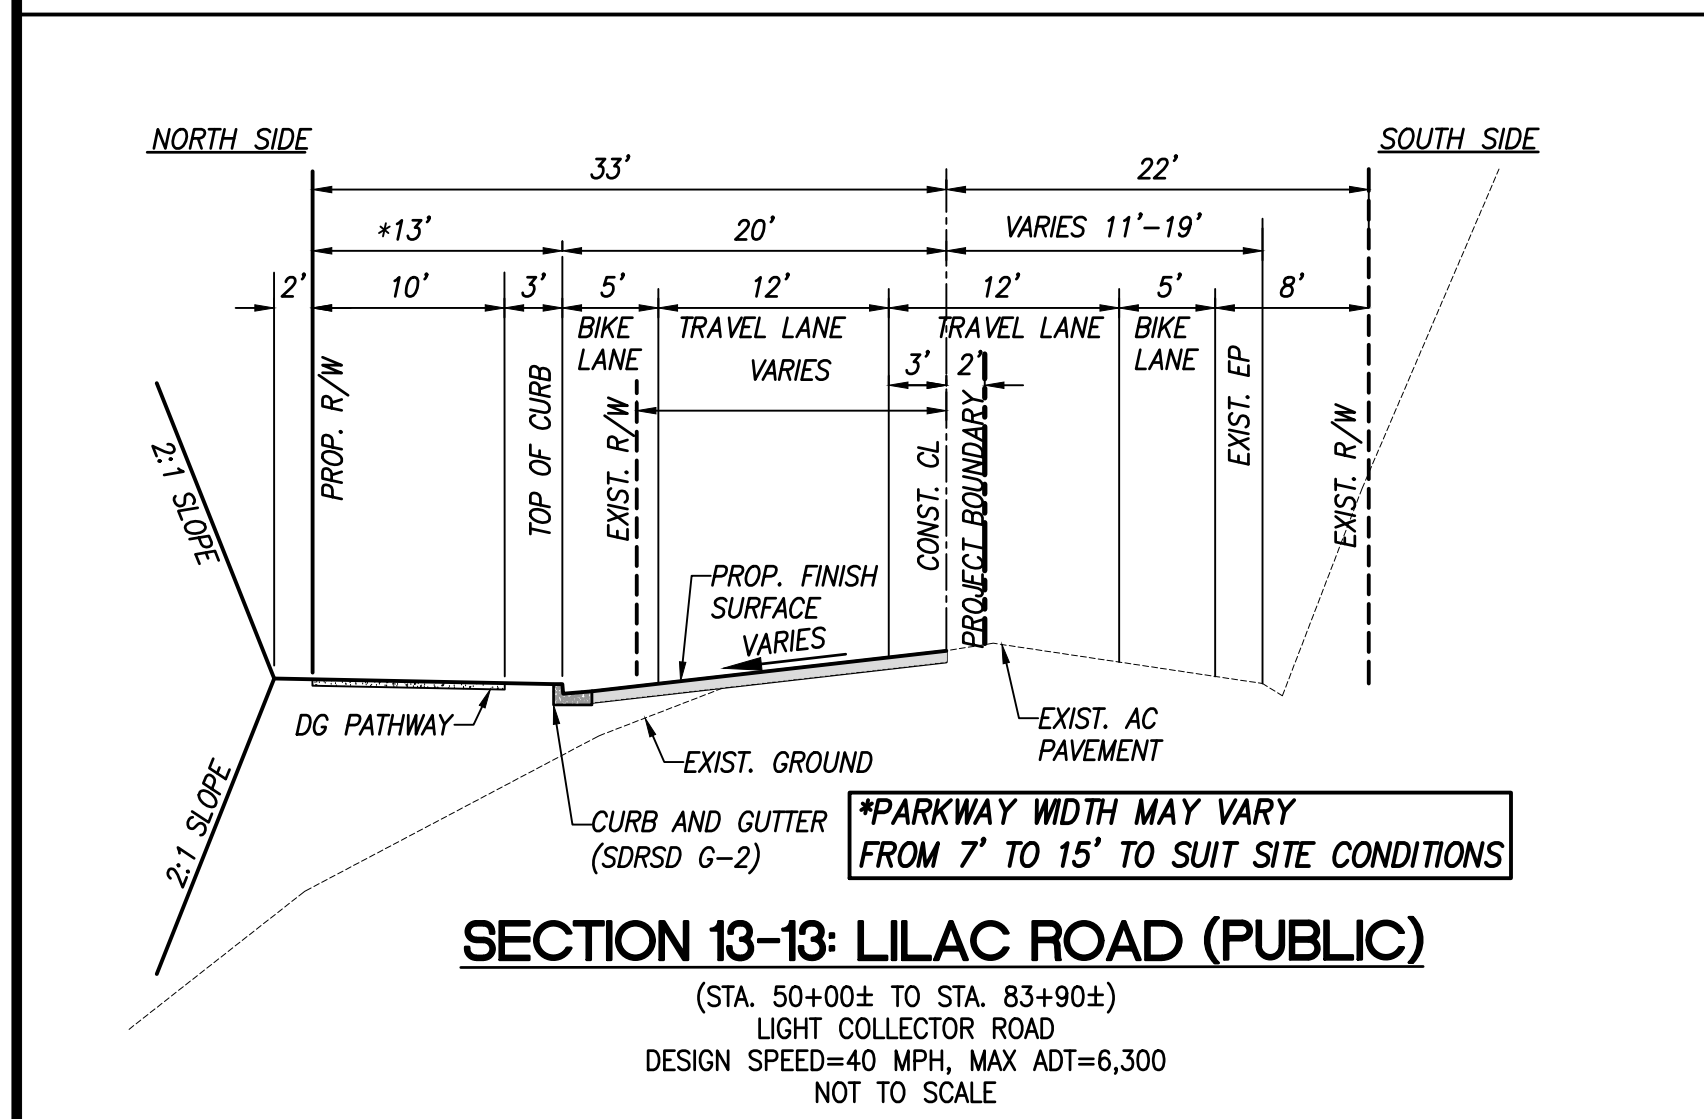 NORTH SIDE
SOUTH SIDE
33'
22'
*13'
20'
VARIES 11'-19'
2'
10'
3'
5'
12'
12'
5'
8'
BIKE
LANE
TRAVEL LANE
TRAVEL LANE
BIKE
LANE
VARIES
3'
2'
PROP. R/W
TOP OF CURB
EXIST. R/W
CONST. CL
PROJECT BOUNDARY
EXIST. EP
EXIST. R/W
2:1 SLOPE
PROP. FINISH
SURFACE
VARIES
DG PATHWAY
EXIST. GROUND
EXIST. AC
PAVEMENT
2:1 SLOPE
CURB AND GUTTER
(SDRSD G-2)
*PARKWAY WIDTH MAY VARY
FROM 7' TO 15' TO SUIT SITE CONDITIONS
SECTION 13-13: LILAC ROAD (PUBLIC)
(STA. 50+00± TO STA. 83+90±)
LIGHT COLLECTOR ROAD
DESIGN SPEED=40 MPH, MAX ADT=6,300
NOT TO SCALE